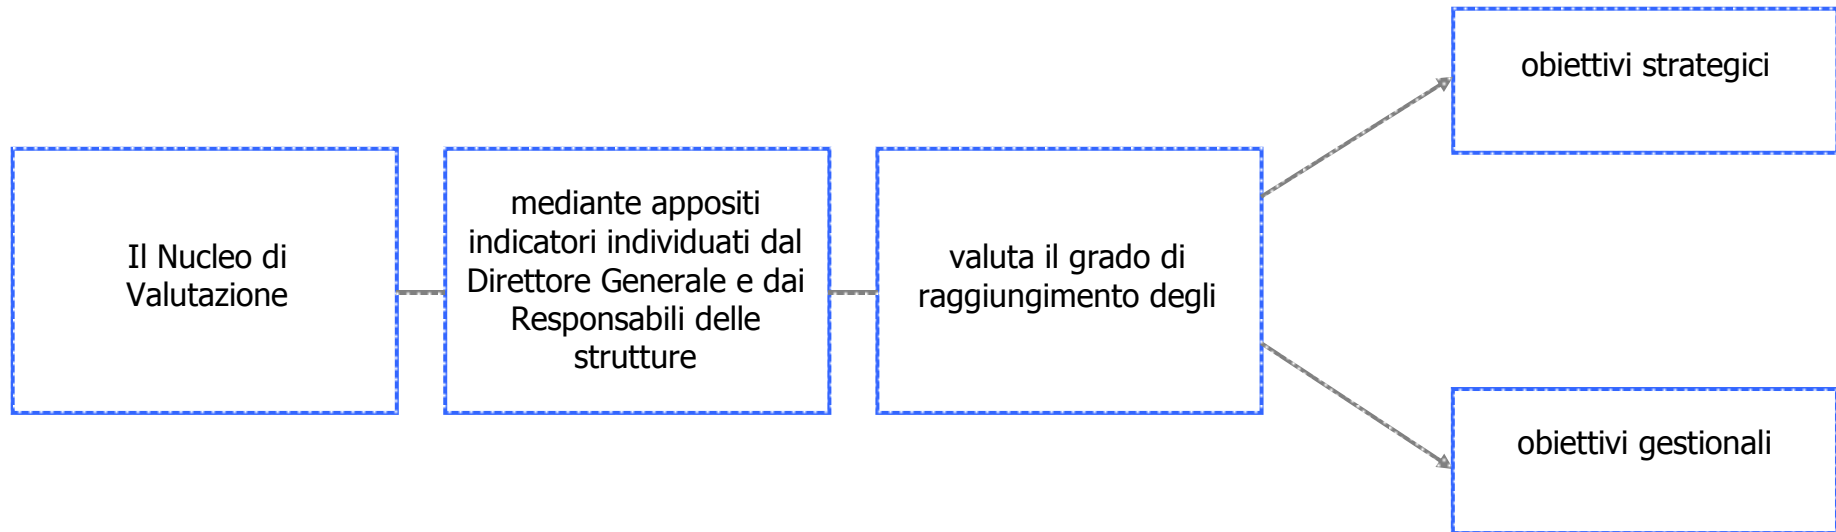 Il Nucleo di
Valutazione
mediante appositi
indicatori individuati dal
Direttore Generale e dai
Responsabili delle
strutture
valuta il grado di
raggiungimento degli
obiettivi strategici
obiettivi gestionali